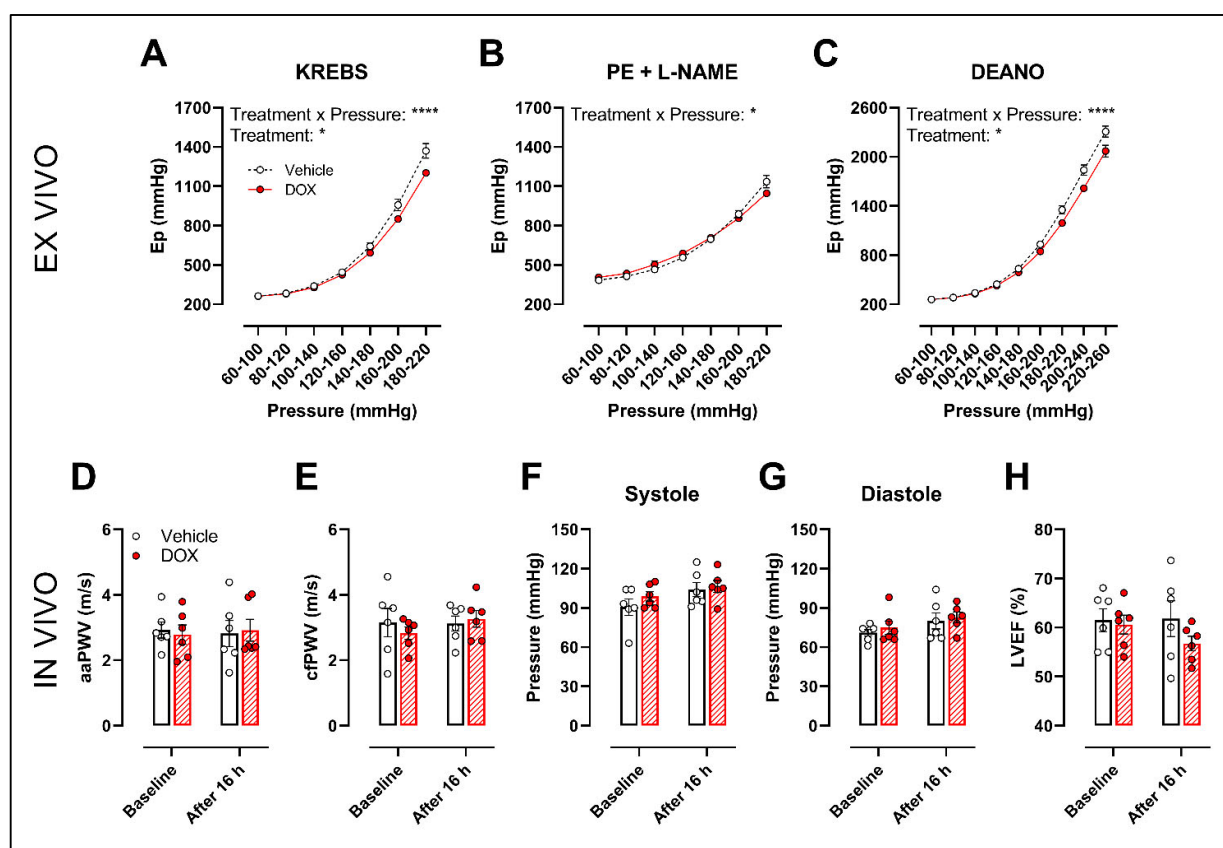 EX VIVO
A
KREBS
Treatment x Pressure: ****
Treatment: *
Vehicle
DOX
Ep (mmHg)
1700
1400
1100
800
500
200
60-100
80-120
100-140
120-160
140-180
160-200
180-220
Pressure (mmHg)
B
PE + L-NAME
Treatment x Pressure: *
Ep (mmHg)
1700
1400
1100
800
500
200
60-100
80-120
100-140
120-160
140-180
160-200
180-220
Pressure (mmHg)
C
DEANO
Treatment x Pressure: ****
Treatment: *
Ep (mmHg)
2600
2000
1400
800
200
60-100
80-120
100-140
120-160
140-180
160-200
180-220
200-240
220-260
Pressure (mmHg)
IN VIVO
D
Vehicle
DOX
aaPWV (m/s)
6
4
2
0
Baseline
After 16 h
E
cfPWV (m/s)
6
4
2
0
Baseline
After 16 h
F
Systole
Pressure (mmHg)
150
120
90
60
30
0
Baseline
After 16 h
G
Diastole
Pressure (mmHg)
150
120
90
60
30
0
Baseline
After 16 h
H
LVEF (%)
80
70
60
50
40
Baseline
After 16 h